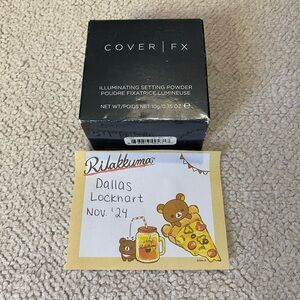 COVER | FX
ILLUMINATING SETTING POWDER
POUDRE FIXATRICE LUMINEUSE
NET WT/POIDS NET 10g/0.35 OZ ℮
Rilakkuma
Dallas
Lockhart
Nov. '24